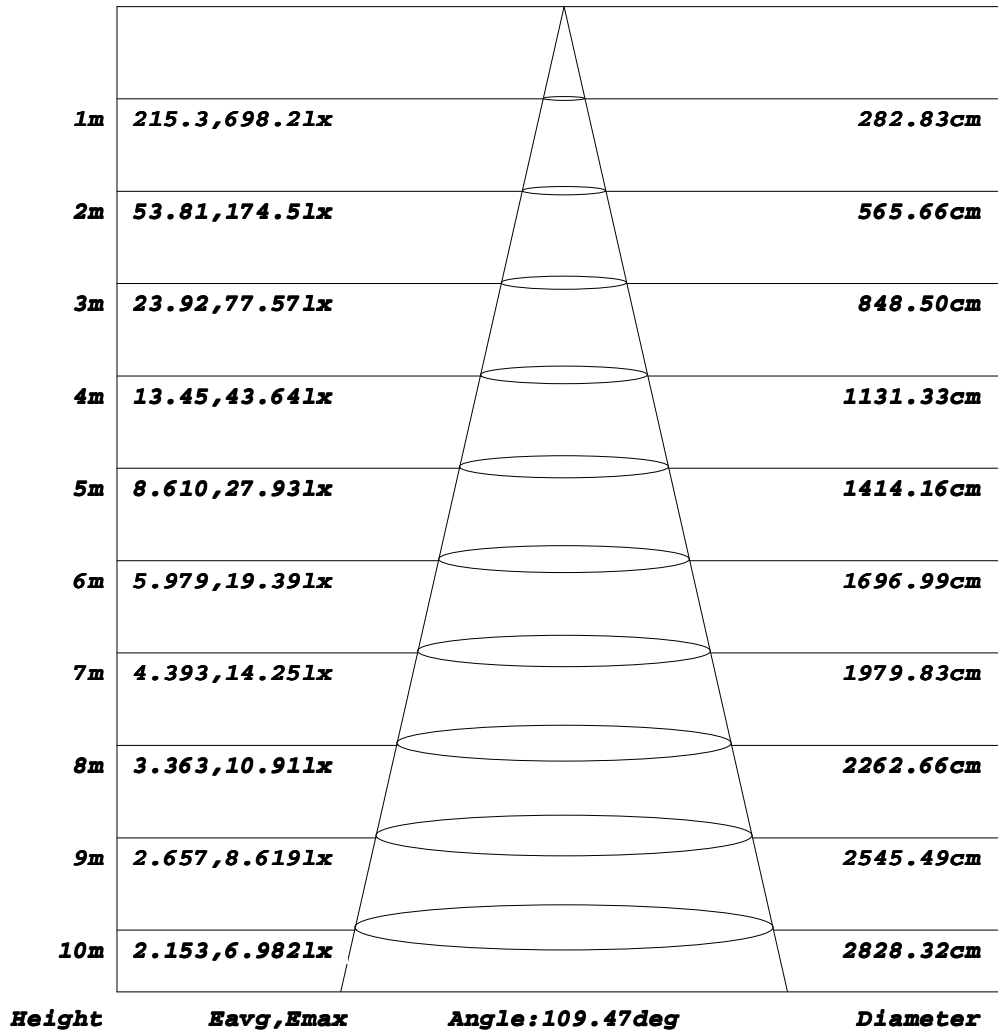 1m 215.3,698.2lx 282.83cm
2m 53.81,174.5lx 565.66cm
3m 23.92,77.57lx 848.50cm
4m 13.45,43.64lx 1131.33cm
5m 8.610,27.93lx 1414.16cm
6m 5.979,19.39lx 1696.99cm
7m 4.393,14.25lx 1979.83cm
8m 3.363,10.91lx 2262.66cm
9m 2.657,8.619lx 2545.49cm
10m 2.153,6.982lx 2828.32cm
Height Eavg,Emax Angle:109.47deg Diameter